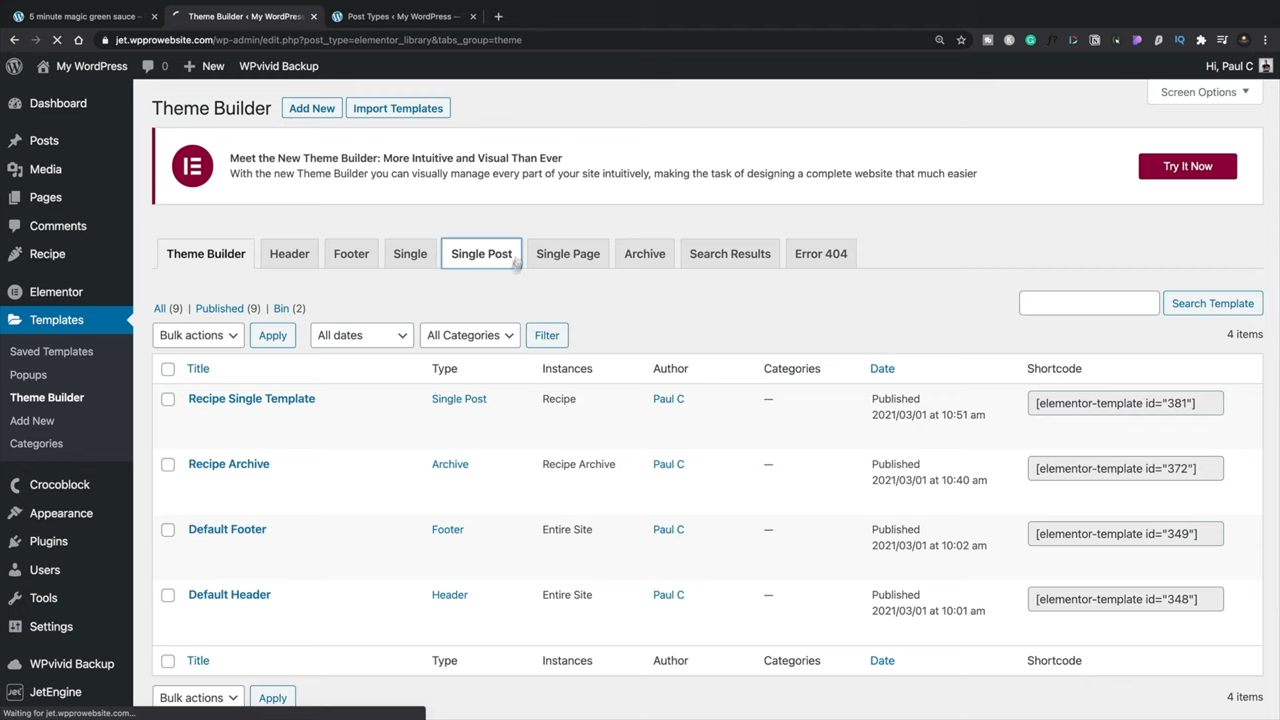 5 minute magic green sauce
Theme Builder ‹ My WordPress
Post Types ‹ My WordPress —
jet.wpprowebsite.com/wp-admin/edit.php?post_type=elementor_library&tabs_group=theme
My WordPress
0
New
WPvivid Backup
Hi, Paul C
Dashboard
Posts
Media
Pages
Comments
Recipe
Elementor
Templates
Saved Templates
Popups
Theme Builder
Add New
Categories
Crocoblock
Appearance
Plugins
Users
Tools
Settings
WPvivid Backup
JetEngine
Waiting for jet.wpprowebsite.com...
Screen Options
Theme Builder
Add New
Import Templates
Meet the New Theme Builder: More Intuitive and Visual Than Ever
With the new Theme Builder you can visually manage every part of your site intuitively, making the task of designing a complete website that much easier
Try It Now
Theme Builder Header Footer Single Single Post Single Page Archive Search Results Error 404
All (9) | Published (9) | Bin (2)
Search Template
Bulk actions Apply All dates All Categories Filter
4 items
Title Type Instances Author Categories Date Shortcode
Recipe Single Template Single Post Recipe Paul C — Published [elementor-template id="381"]
2021/03/01 at 10:51 am
Recipe Archive Archive Recipe Archive Paul C — Published [elementor-template id="372"]
2021/03/01 at 10:40 am
Default Footer Footer Entire Site Paul C — Published [elementor-template id="349"]
2021/03/01 at 10:02 am
Default Header Header Entire Site Paul C — Published [elementor-template id="348"]
2021/03/01 at 10:01 am
Title Type Instances Author Categories Date Shortcode
Bulk actions Apply
4 items